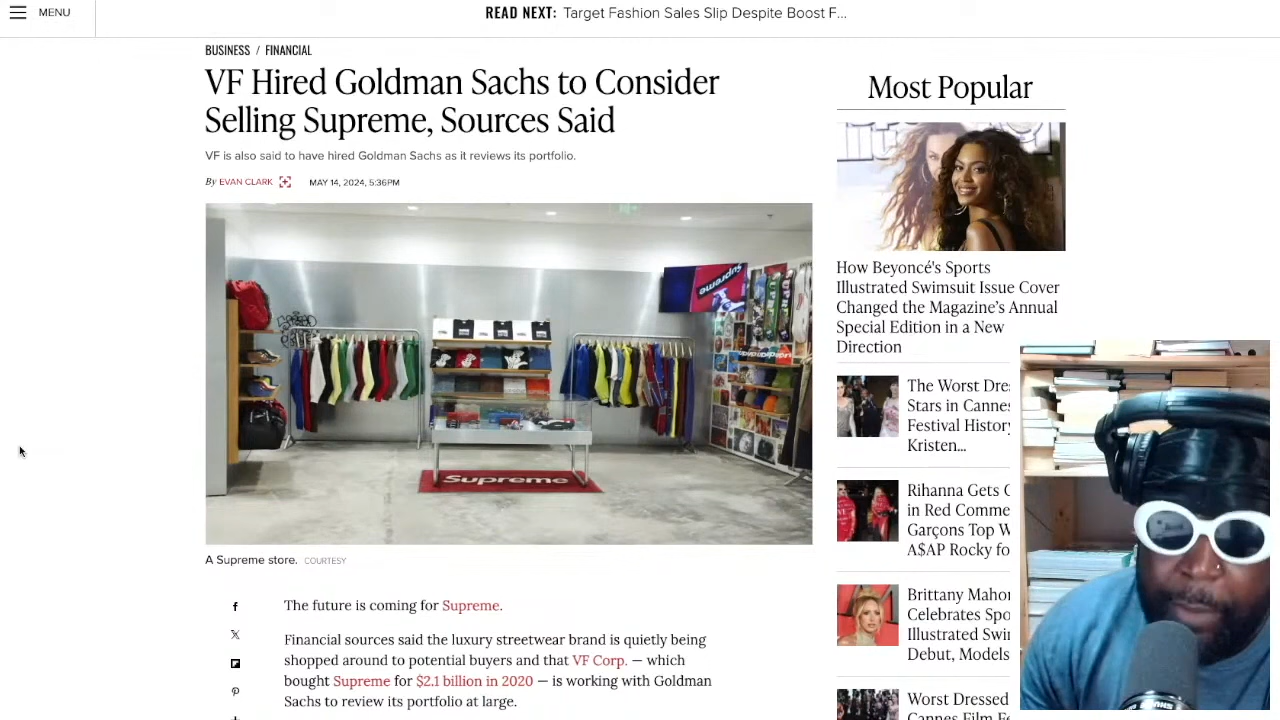 MENU
READ NEXT: Target Fashion Sales Slip Despite Boost F...
BUSINESS / FINANCIAL
VF Hired Goldman Sachs to Consider
Selling Supreme, Sources Said
VF is also said to have hired Goldman Sachs as it reviews its portfolio.
By EVAN CLARK MAY 14, 2024, 5:36PM
Supreme
Supreme
A Supreme store. COURTESY
The future is coming for Supreme.
Financial sources said the luxury streetwear brand is quietly being
shopped around to potential buyers and that VF Corp. — which
bought Supreme for $2.1 billion in 2020 — is working with Goldman
Sachs to review its portfolio at large.
Most Popular
How Beyoncé's Sports
Illustrated Swimsuit Issue Cover
Changed the Magazine's Annual
Special Edition in a New
Direction
The Worst Dre
Stars in Cannes
Festival History
Kristen...
Rihanna Gets
in Red Comme
Garçons Top
A$AP Rocky fo
Brittany Maho
Celebrates Spo
Illustrated Swi
Debut, Models
Worst Dressed
Cannes Film Fe
SHURE